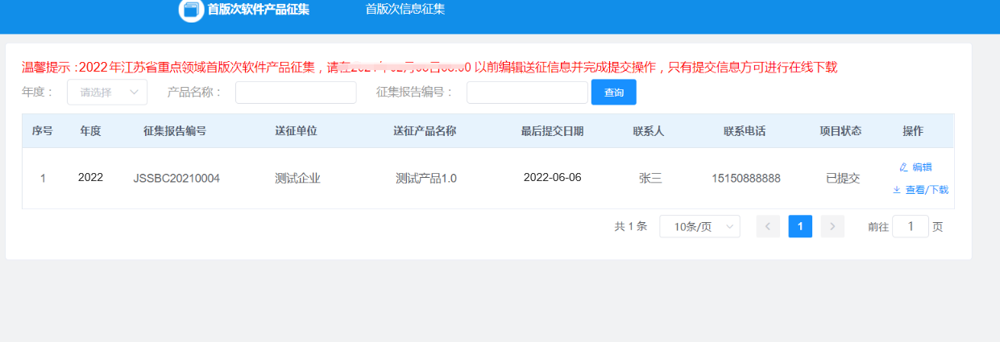 首版次软件产品征集 首版次信息征集
温馨提示：2022年江苏省重点领域首版次软件产品征集，请在 以前编辑送征信息并完成提交操作，只有提交信息方可进行在线下载
年度： 请选择 产品名称： 征集报告编号： 查询
序号 年度 征集报告编号 送征单位 送征产品名称 最后提交日期 联系人 联系电话 项目状态 操作
1 2022 JSSBC20210004 测试企业 测试产品1.0 2022-06-06 张三 15150888888 已提交 编辑
查看/下载
共 1 条 10条/页 1 前往 1 页